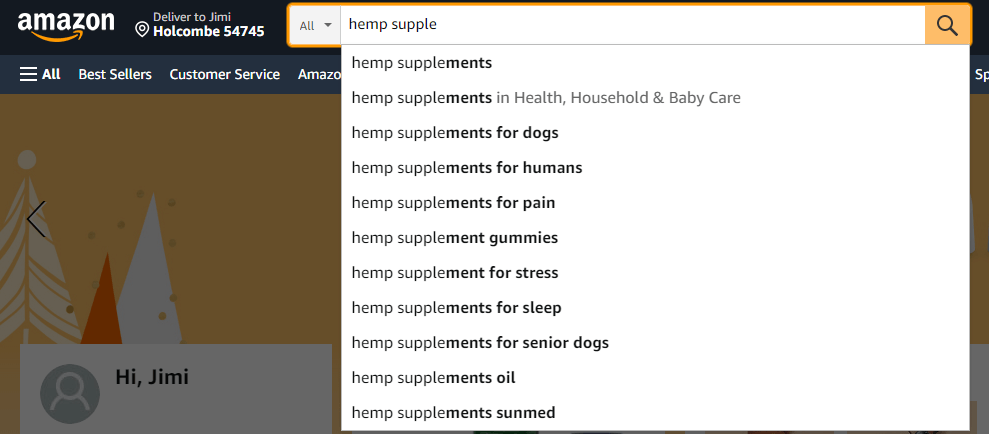 amazon
Deliver to Jimi
Holcombe 54745
All
hemp supple
All
Best Sellers
Customer Service
Amazo
Sp
hemp supplements
hemp supplements in Health, Household & Baby Care
hemp supplements for dogs
hemp supplements for humans
hemp supplements for pain
hemp supplement gummies
hemp supplement for stress
hemp supplements for sleep
hemp supplements for senior dogs
hemp supplements oil
hemp supplements sunmed
Hi, Jimi